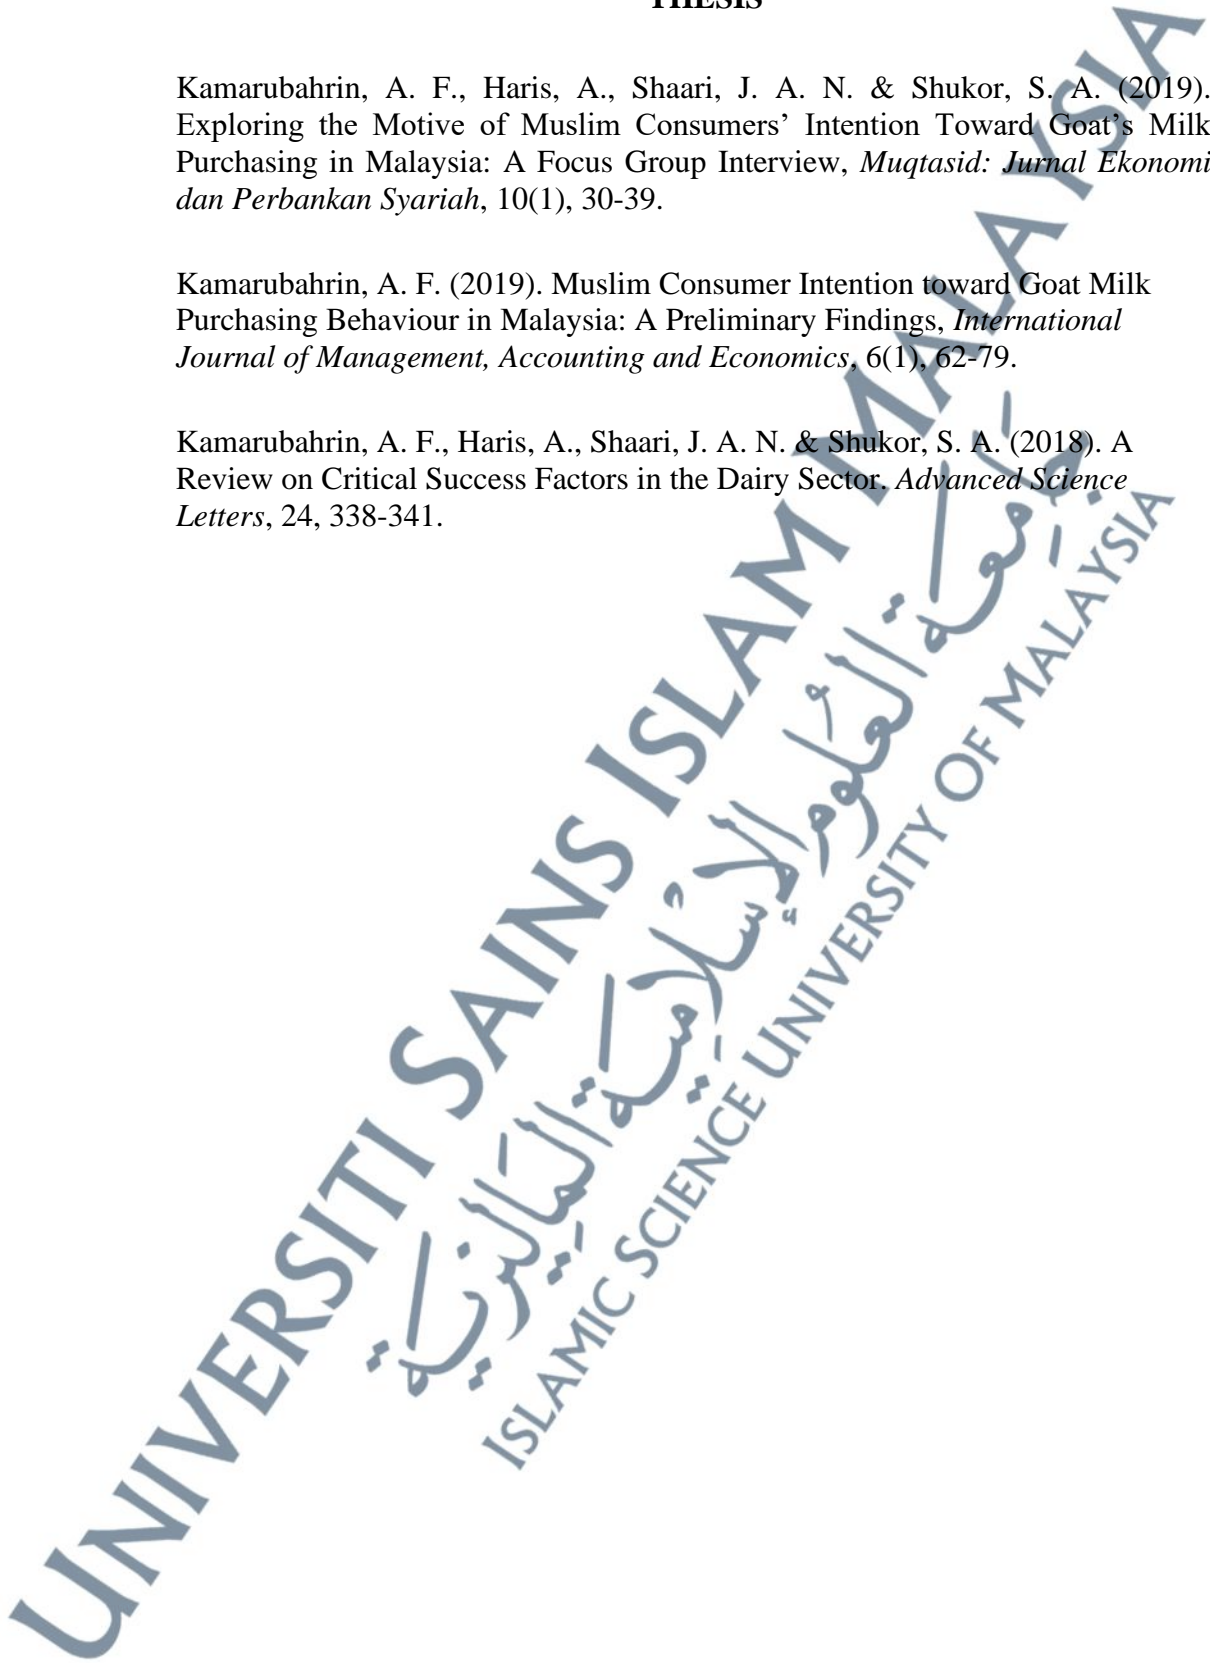 THESIS
Kamarubahrin, A. F., Haris, A., Shaari, J. A. N. & Shukor, S. A. (2019).
Exploring the Motive of Muslim Consumers’ Intention Toward Goat’s Milk
Purchasing in Malaysia: A Focus Group Interview, Muqtasid: Jurnal Ekonomi
dan Perbankan Syariah, 10(1), 30-39.
Kamarubahrin, A. F. (2019). Muslim Consumer Intention toward Goat Milk
Purchasing Behaviour in Malaysia: A Preliminary Findings, International
Journal of Management, Accounting and Economics, 6(1), 62-79.
Kamarubahrin, A. F., Haris, A., Shaari, J. A. N. & Shukor, S. A. (2018). A
Review on Critical Success Factors in the Dairy Sector. Advanced Science
Letters, 24, 338-341.
UNIVERSITI SAINS ISLAM MALAYSIA
جامعة العلوم الإسلامية الماليزية
ISLAMIC SCIENCE UNIVERSITY OF MALAYSIA